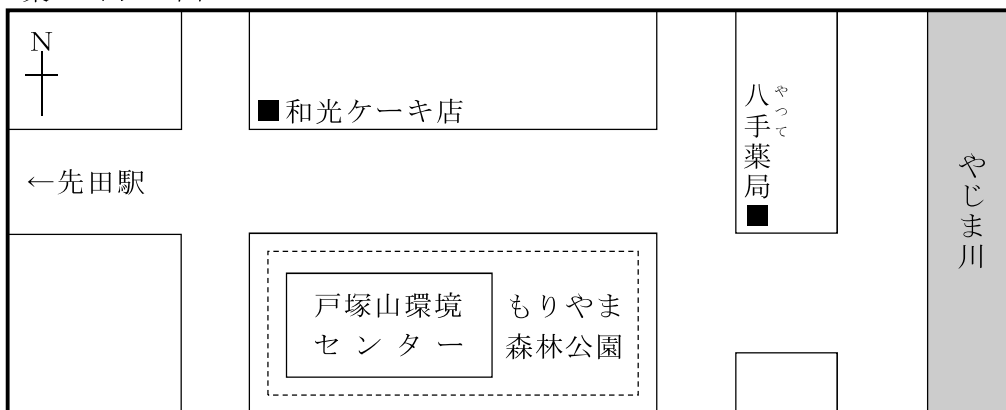 N
■和光ケーキ店
八手薬局
やつて
■
←先田駅
やじま川
戸塚山環境
センター
もりやま
森林公園